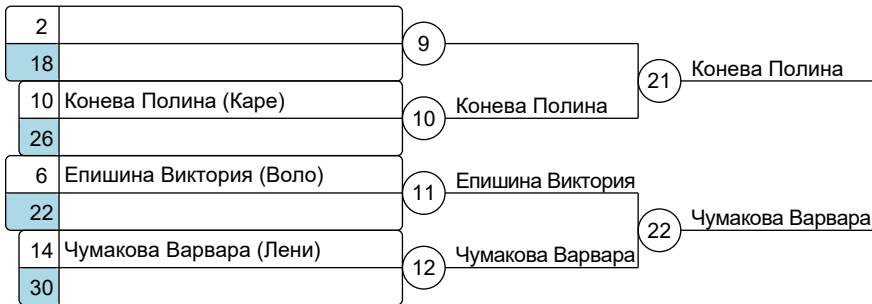 2
9
18
10 Конева Полина (Каре)
10
Конева Полина
21
Конева Полина
26
6 Епишина Виктория (Воло)
11
Епишина Виктория
22
14 Чумакова Варвара (Лени)
12
Чумакова Варвара
22
Чумакова Варвара
30